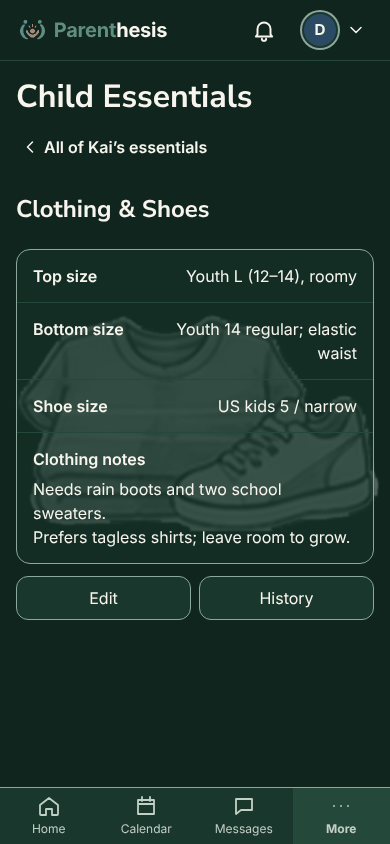 Parenthesis
D
Child Essentials
All of Kai’s essentials
Clothing & Shoes
Top size
Youth L (12–14), roomy
Bottom size
Youth 14 regular; elastic
waist
Shoe size
US kids 5 / narrow
Clothing notes
Needs rain boots and two school
sweaters.
Prefers tagless shirts; leave room to grow.
Edit
History
Home
Calendar
Messages
More